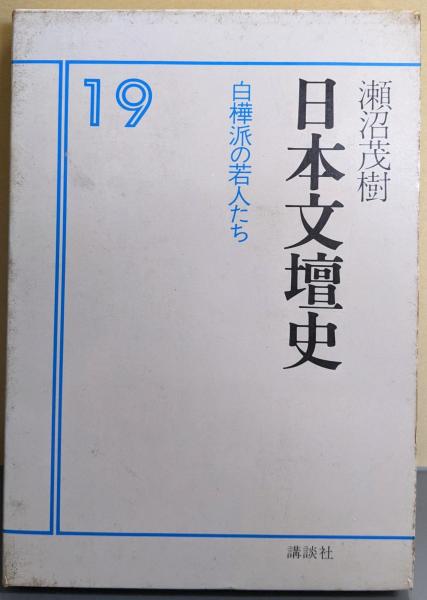 瀬沼茂樹
日本文壇史
白樺派の若人たち
19
講談社